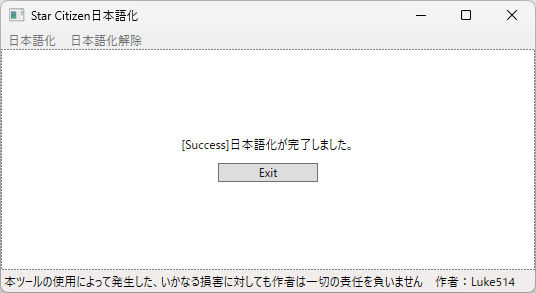 Star Citizen日本語化
日本語化　日本語化解除
[Success]日本語化が完了しました。
Exit
本ツールの使用によって発生した、いかなる損害に対しても作者は一切の責任を負いません　作者：Luke514